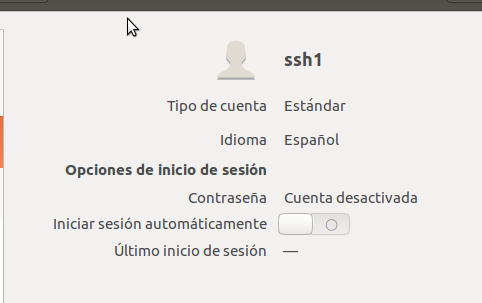 ssh1
Tipo de cuenta Estándar
Idioma Español
Opciones de inicio de sesión
Contraseña Cuenta desactivada
Iniciar sesión automáticamente
Último inicio de sesión —